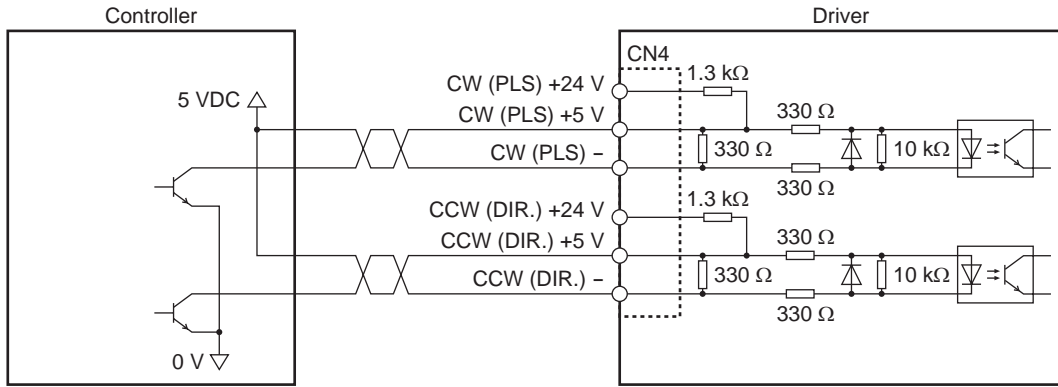 Controller
Driver
CN4
CW (PLS) +24 V
1.3 kΩ
5 VDC
CW (PLS) +5 V
330 Ω
CW (PLS) –
330 Ω
10 kΩ
330 Ω
CCW (DIR.) +24 V
1.3 kΩ
CCW (DIR.) +5 V
330 Ω
CCW (DIR.) –
330 Ω
10 kΩ
330 Ω
0 V